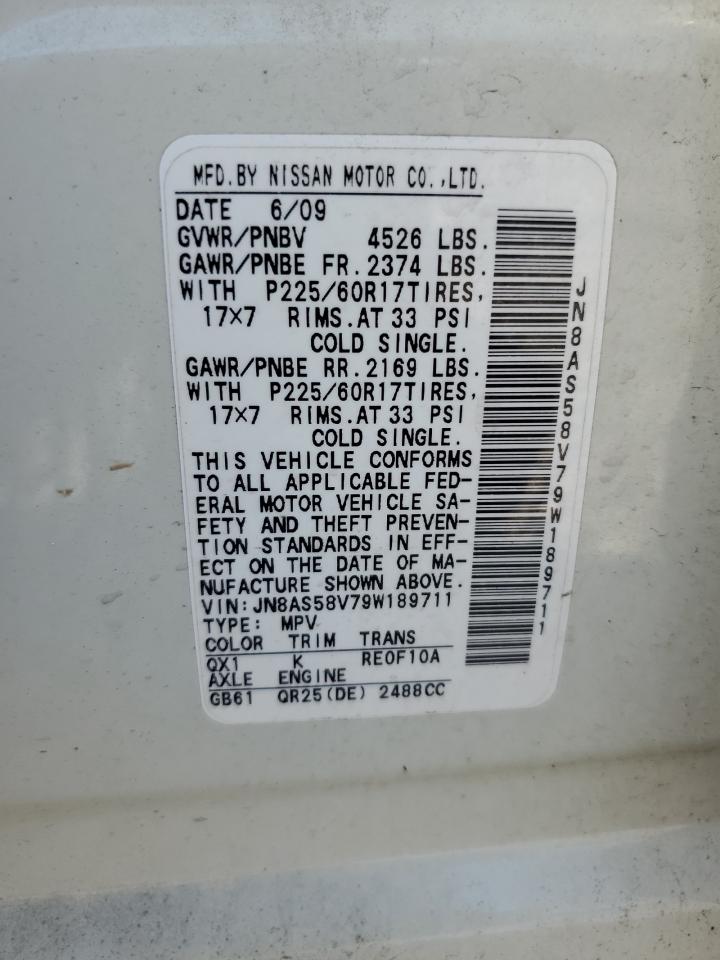 MFD.BY NISSAN MOTOR CO.,LTD.
DATE 6/09
GVWR/PNBV 4526 LBS.
GAWR/PNBE FR.2374 LBS.
WITH P225/60R17TIRES,
17×7 RIMS.AT 33 PSI
COLD SINGLE.
GAWR/PNBE RR.2169 LBS.
WITH P225/60R17TIRES,
17×7 RIMS.AT 33 PSI
COLD SINGLE.
THIS VEHICLE CONFORMS
TO ALL APPLICABLE FED-
ERAL MOTOR VEHICLE SA-
FETY AND THEFT PREVEN-
TION STANDARDS IN EFF-
ECT ON THE DATE OF MA-
NUFACTURE SHOWN ABOVE.
VIN:JN8AS58V79W189711
TYPE: MPV
COLOR TRIM TRANS
QX1 K RE0F10A
AXLE ENGINE
GB61 QR25(DE) 2488CC
JN8AS58V79W189711